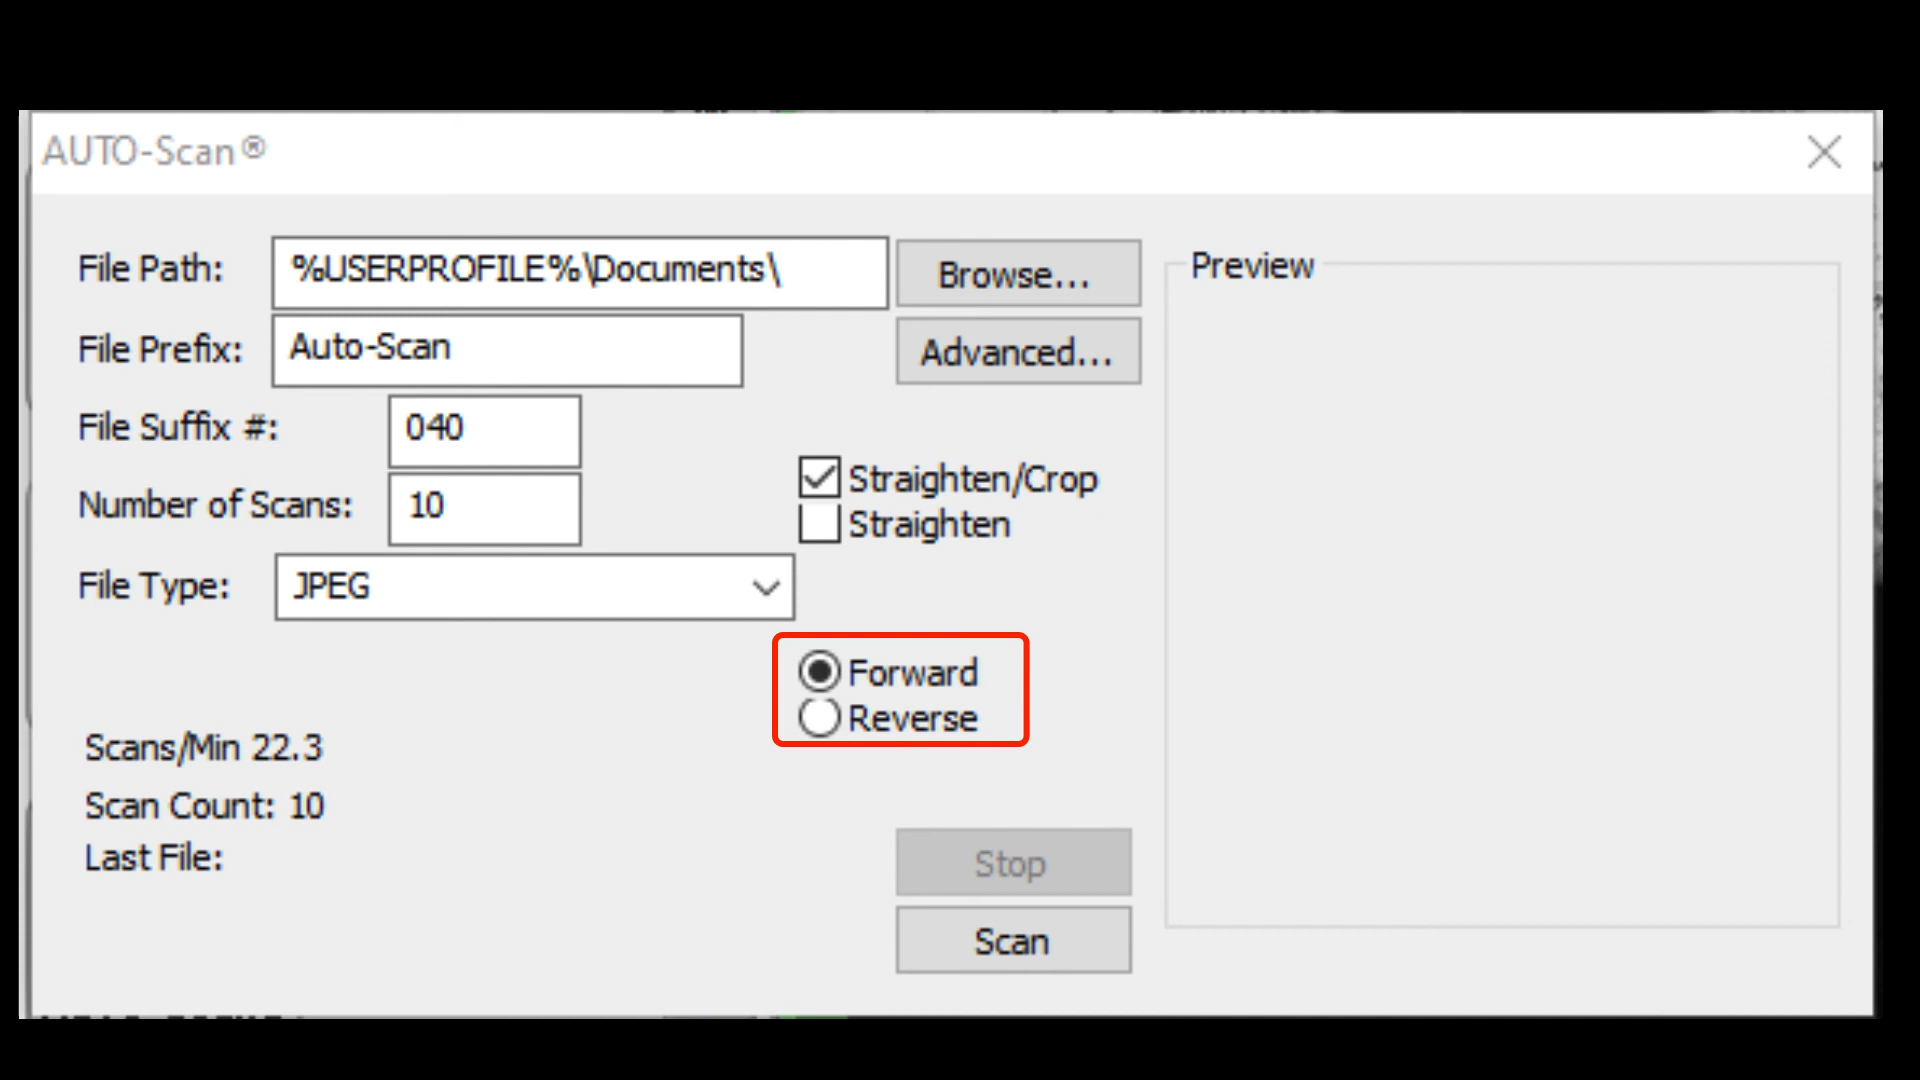 AUTO-Scan®
File Path: %USERPROFILE%\Documents\ Browse...
Preview
File Prefix: Auto-Scan Advanced...
File Suffix #: 040
Straighten/Crop
Number of Scans: 10
Straighten
File Type: JPEG
Forward
Reverse
Scans/Min 22.3
Scan Count: 10
Last File:
Stop
Scan